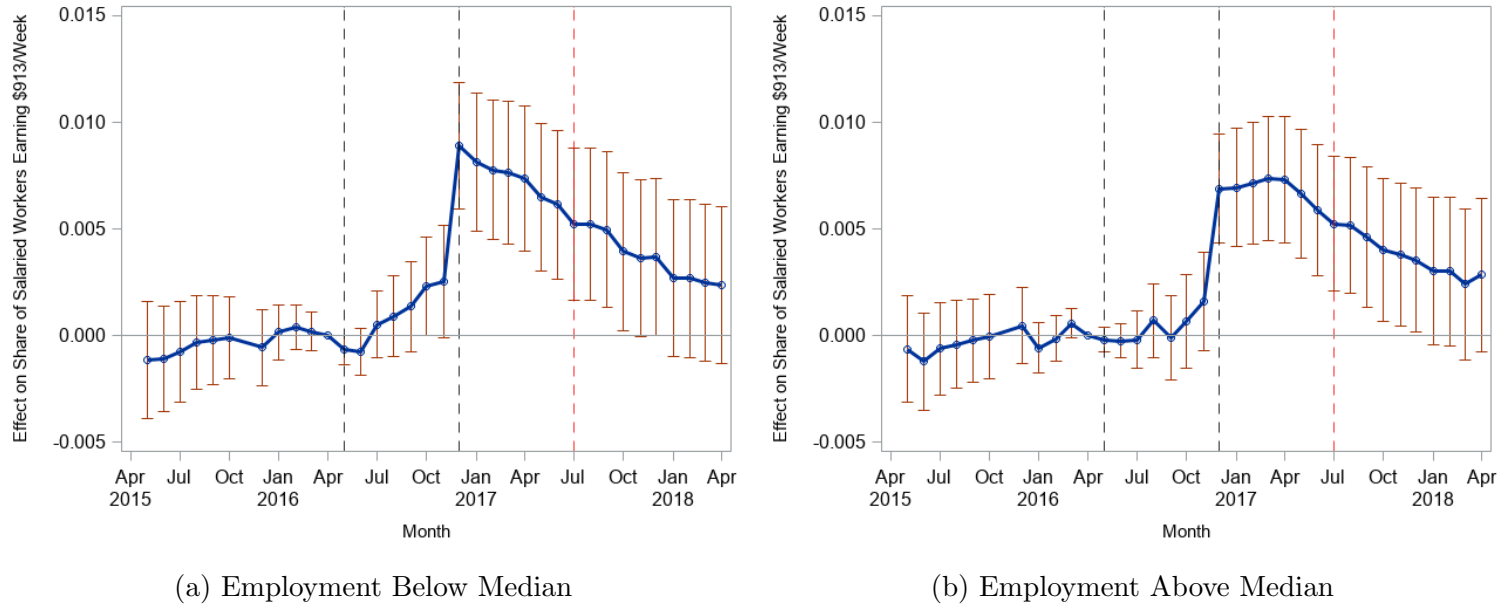 Effect on Share of Salaried Workers Earning $913/Week
0.015
0.010
0.005
0.000
-0.005
Apr Jul Oct Jan Apr Jul Oct Jan Apr Jul Oct Jan Apr
2015 2016 2017 2018
Month
(a) Employment Below Median
Effect on Share of Salaried Workers Earning $913/Week
0.015
0.010
0.005
0.000
-0.005
Apr Jul Oct Jan Apr Jul Oct Jan Apr Jul Oct Jan Apr
2015 2016 2017 2018
Month
(b) Employment Above Median